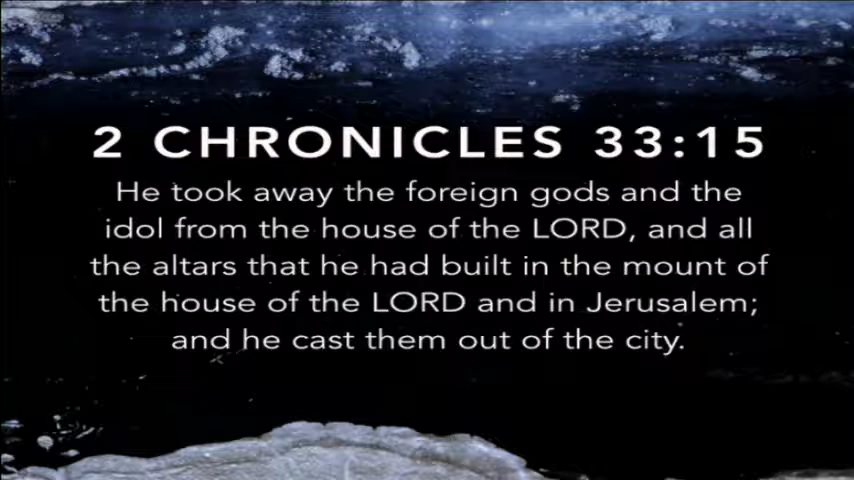 2 CHRONICLES 33:15
He took away the foreign gods and the
idol from the house of the LORD, and all
the altars that he had built in the mount of
the house of the LORD and in Jerusalem;
and he cast them out of the city.